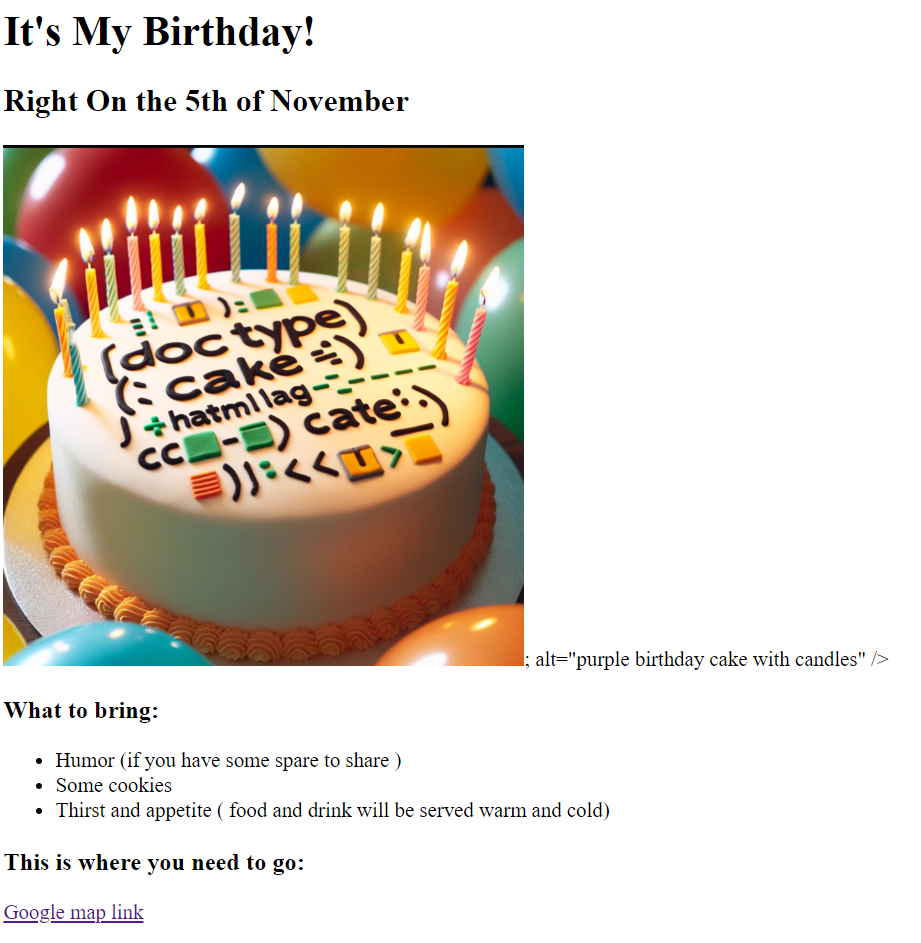 It's My Birthday!
Right On the 5th of November
(doctype)
(: cake =:)
) ÷hatmllag------
cc - ) cate:.)
))::<< >
; alt="purple birthday cake with candles" />
What to bring:
Humor (if you have some spare to share )
Some cookies
Thirst and appetite ( food and drink will be served warm and cold)
This is where you need to go:
Google map link